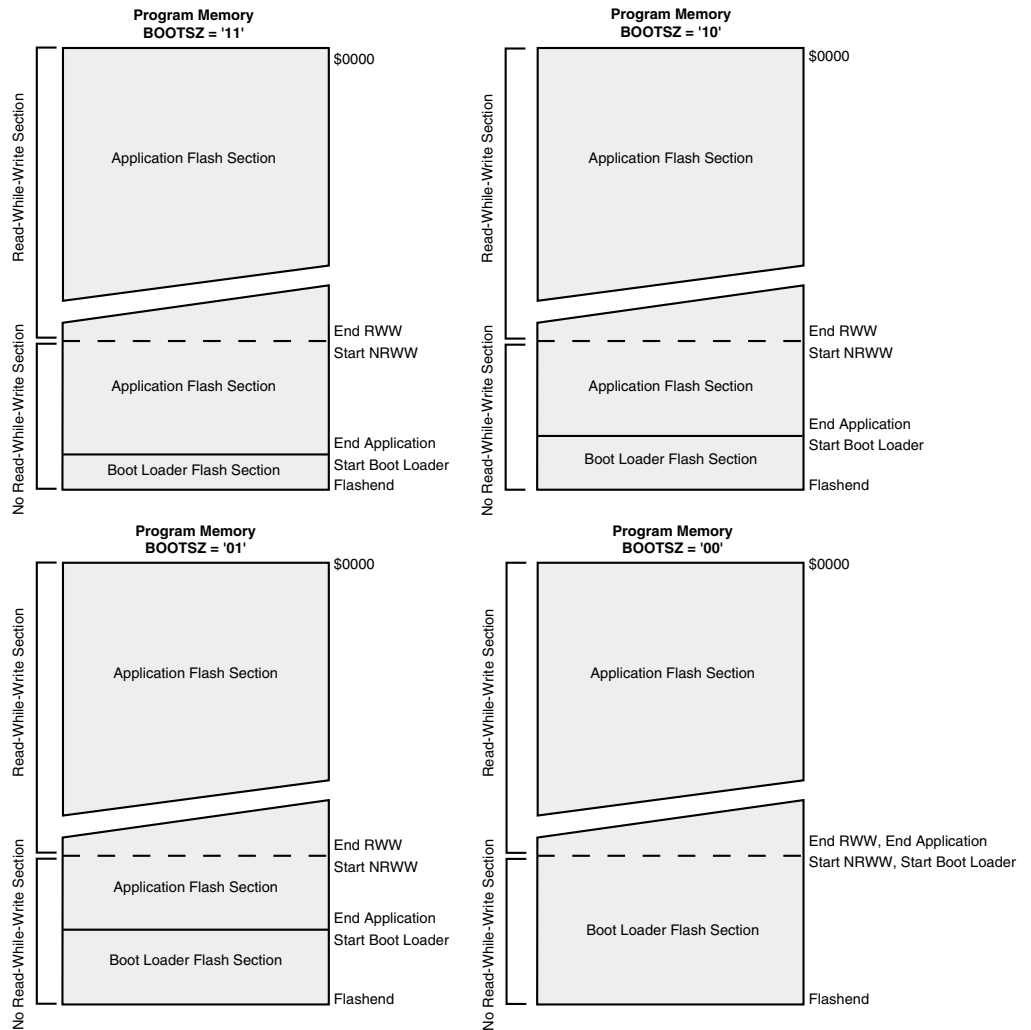 Program Memory
BOOTSZ = '11'
$0000
Read-While-Write Section
Application Flash Section
End RWW
Start NRWW
No Read-While-Write Section
Application Flash Section
End Application
Start Boot Loader
Boot Loader Flash Section
Flashend
Program Memory
BOOTSZ = '10'
$0000
Read-While-Write Section
Application Flash Section
End RWW
Start NRWW
No Read-While-Write Section
Application Flash Section
End Application
Start Boot Loader
Boot Loader Flash Section
Flashend
Program Memory
BOOTSZ = '01'
$0000
Read-While-Write Section
Application Flash Section
End RWW
Start NRWW
No Read-While-Write Section
Application Flash Section
End Application
Start Boot Loader
Boot Loader Flash Section
Flashend
Program Memory
BOOTSZ = '00'
$0000
Read-While-Write Section
Application Flash Section
End RWW, End Application
Start NRWW, Start Boot Loader
No Read-While-Write Section
Boot Loader Flash Section
Flashend